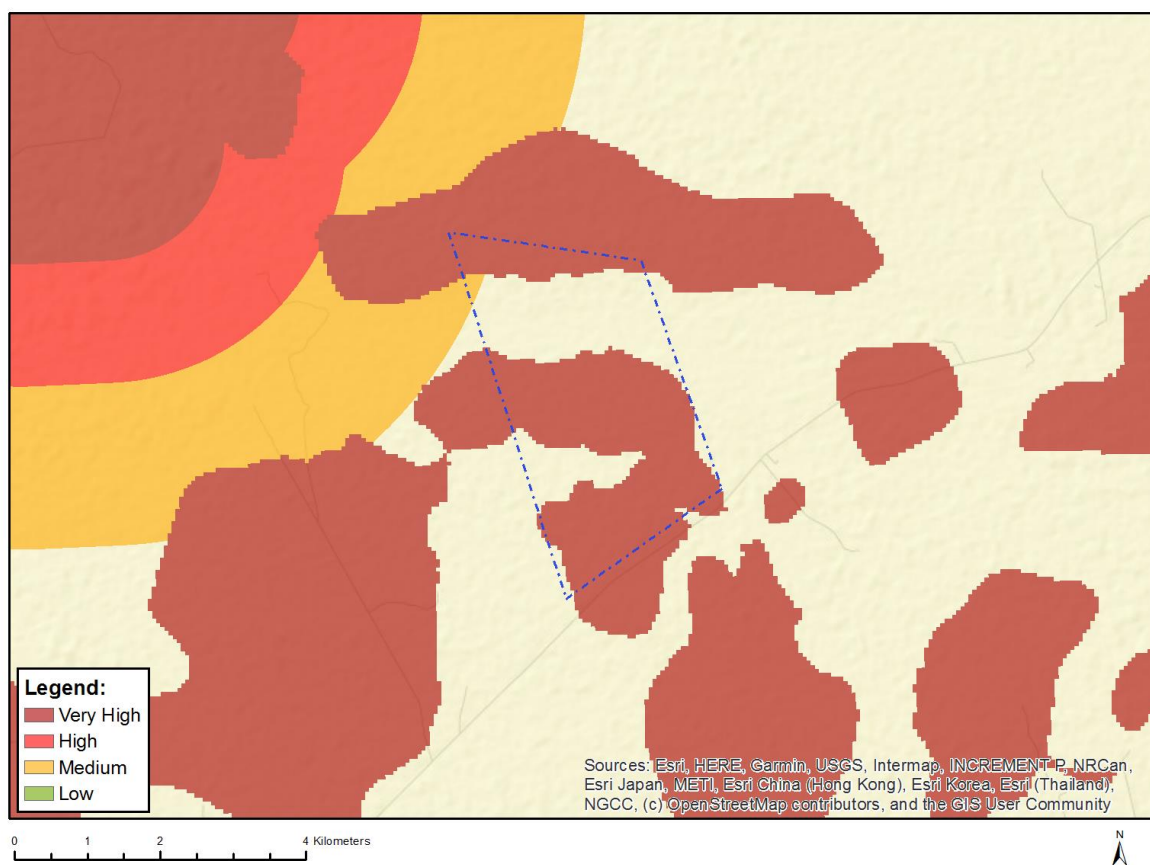 Legend:
Very High
High
Medium
Low
Sources: Esri, HERE, Garmin, USGS, Intermap, INCREMENT P, NRCan,
Esri Japan, METI, Esri China (Hong Kong), Esri Korea, Esri (Thailand),
NGCC, (c) OpenStreetMap contributors, and the GIS User Community
0 1 2 4 Kilometers
N